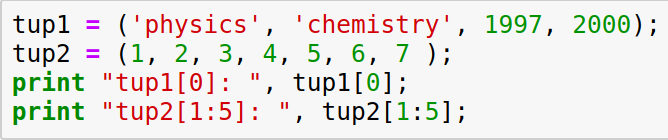 tup1 = ('physics', 'chemistry', 1997, 2000);
tup2 = (1, 2, 3, 4, 5, 6, 7 );
print "tup1[0]: ", tup1[0];
print "tup2[1:5]: ", tup2[1:5];